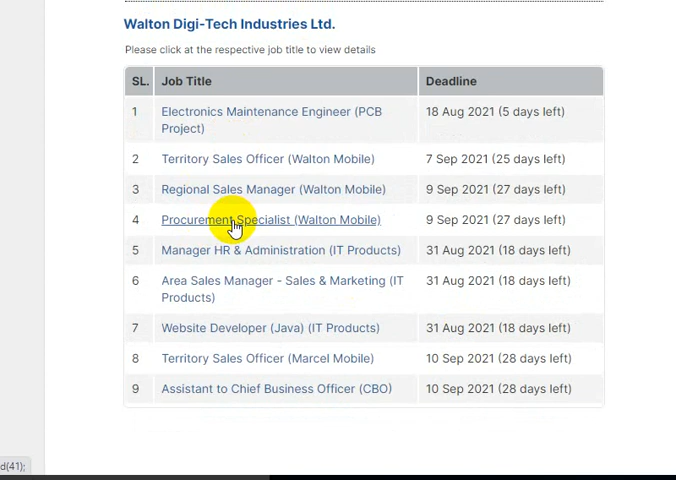 Walton Digi-Tech Industries Ltd.
Please click at the respective job title to view details
SL. Job Title Deadline
1 Electronics Maintenance Engineer (PCB 18 Aug 2021 (5 days left)
Project)
2 Territory Sales Officer (Walton Mobile) 7 Sep 2021 (25 days left)
3 Regional Sales Manager (Walton Mobile) 9 Sep 2021 (27 days left)
4 Procurement Specialist (Walton Mobile) 9 Sep 2021 (27 days left)
5 Manager HR & Administration (IT Products) 31 Aug 2021 (18 days left)
6 Area Sales Manager - Sales & Marketing (IT 31 Aug 2021 (18 days left)
Products)
7 Website Developer (Java) (IT Products) 31 Aug 2021 (18 days left)
8 Territory Sales Officer (Marcel Mobile) 10 Sep 2021 (28 days left)
9 Assistant to Chief Business Officer (CBO) 10 Sep 2021 (28 days left)
d(41);